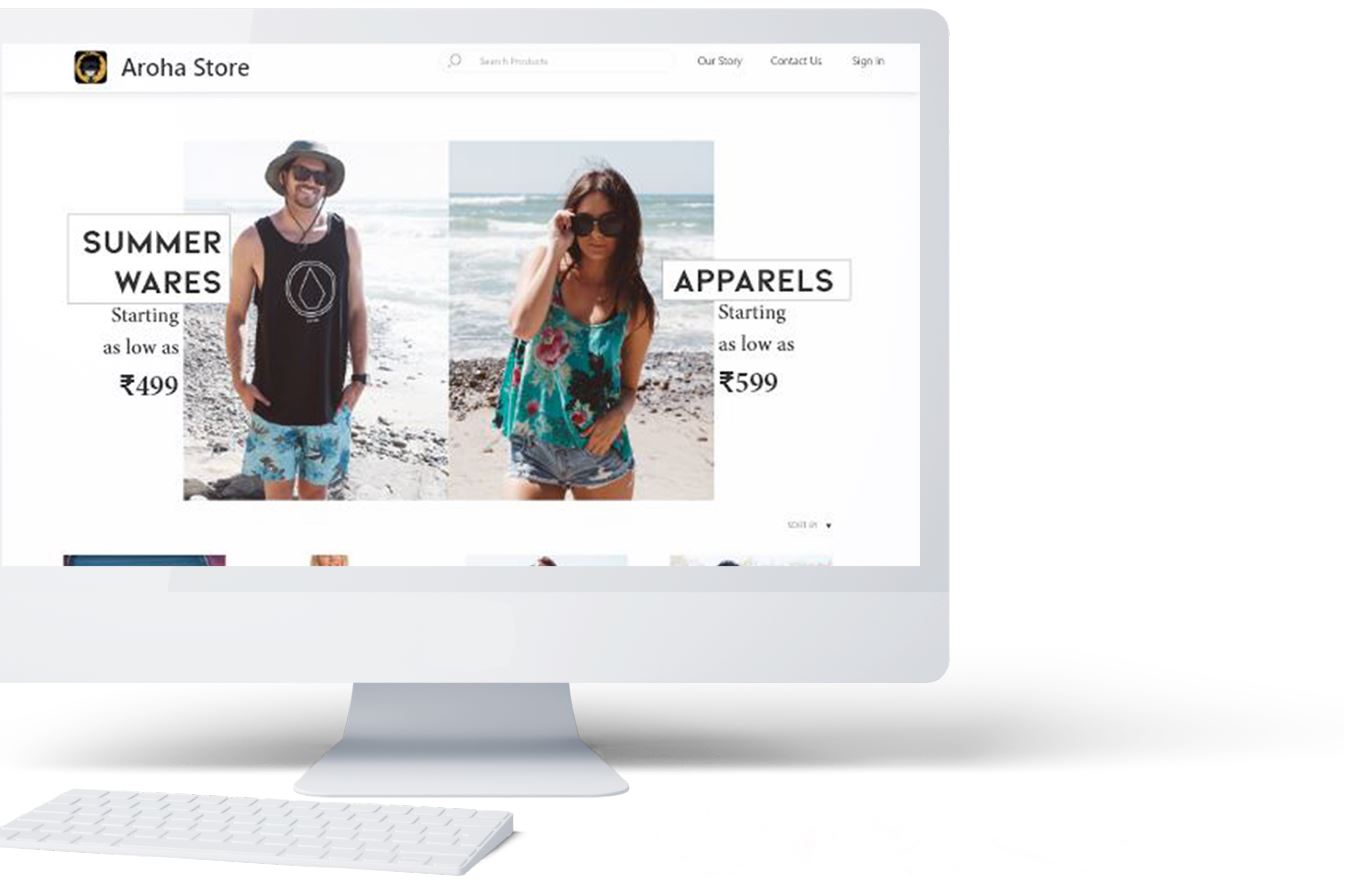 Aroha Store
Search Products
Our Story
Contact Us
Sign In
SUMMER
WARES
Starting
as low as
₹499
APPARELS
Starting
as low as
₹599
SORT BY ▼